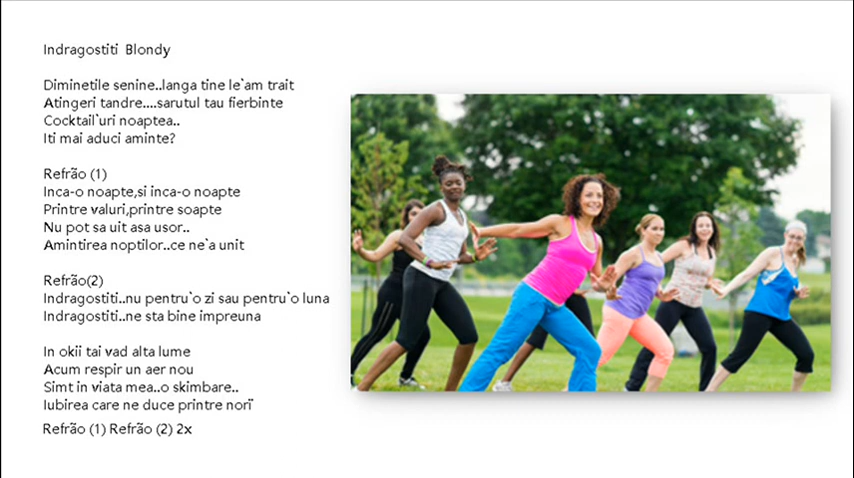 Indragostiti Blondy
Diminetile senine..langa tine le`am trait
Atingeri tandre....sarutul tau fierbinte
Cocktail`uri noaptea..
Iti mai aduci aminte?
Refrão (1)
Inca-o noapte,si inca-o noapte
Printre valuri,printre soapte
Nu pot sa uit asa usor..
Amintirea noptilor..ce ne`a unit
Refrão(2)
Indragostiti..nu pentru`o zi sau pentru`o luna
Indragostiti..ne sta bine impreuna
In okii tai vad alta lume
Acum respir un aer nou
Simt in viata mea..o skimbare..
Iubirea care ne duce printre norï
Refrão (1) Refrão (2) 2x